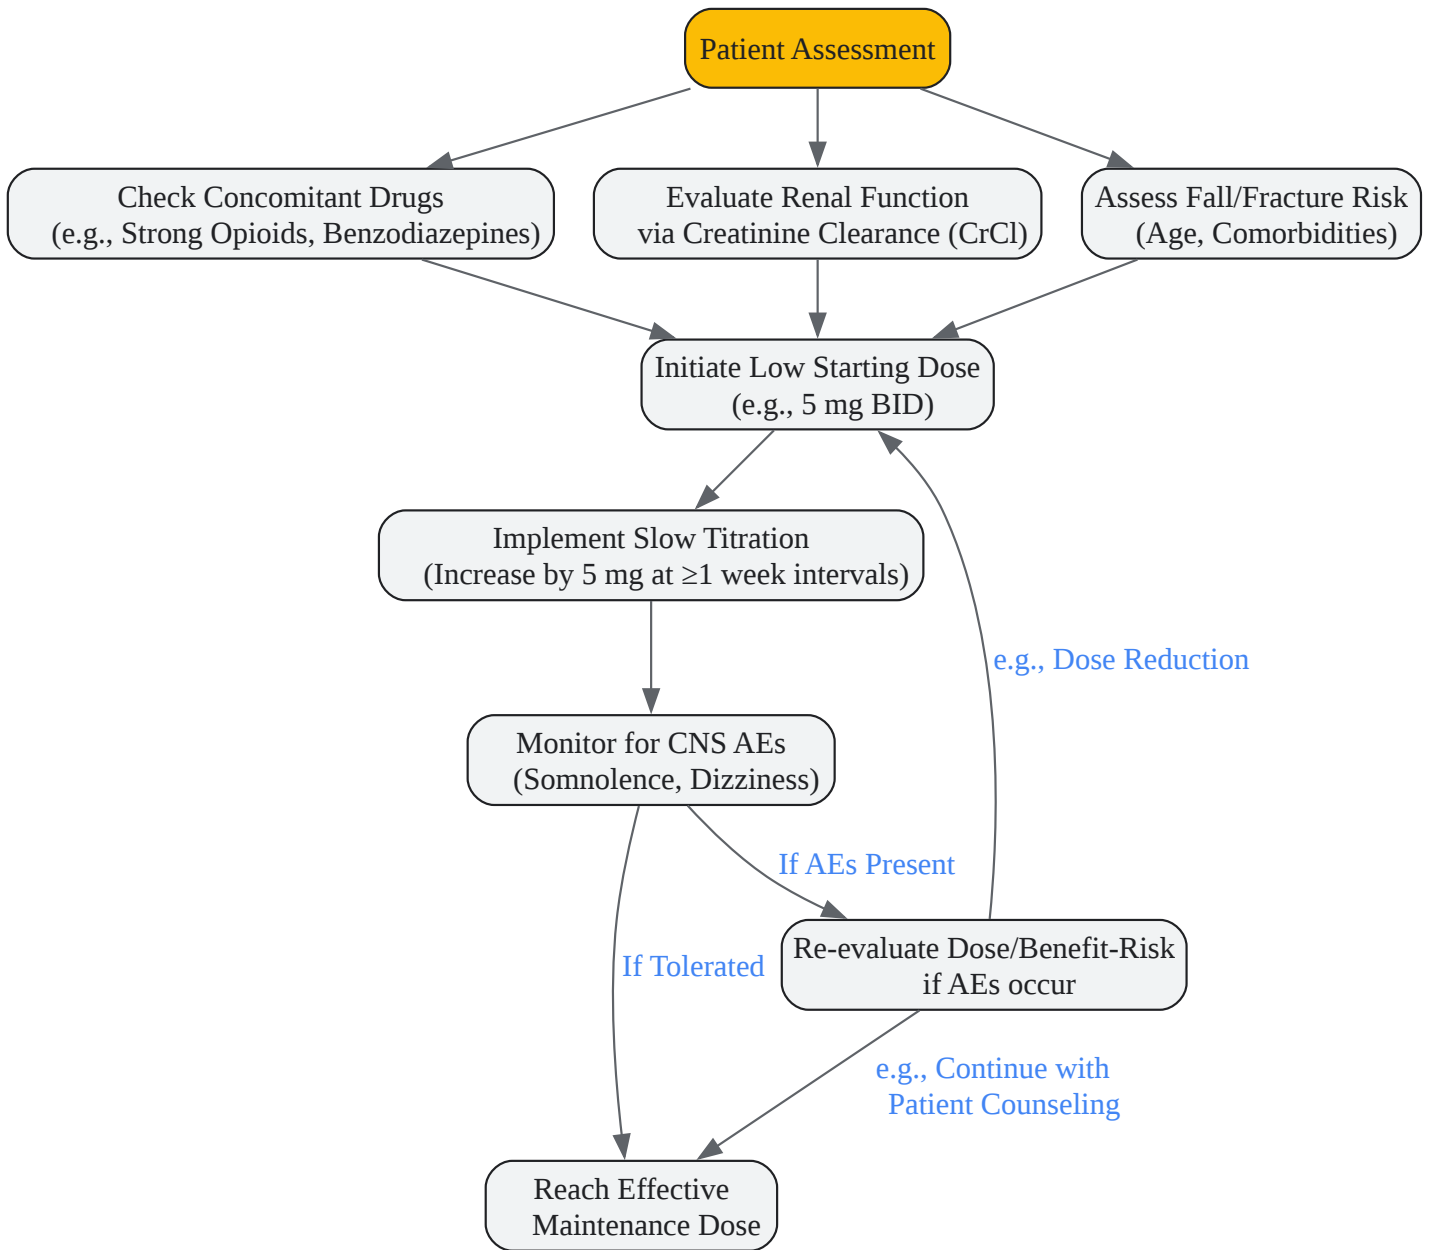 Patient Assessment
Check Concomitant Drugs
(e.g., Strong Opioids, Benzodiazepines)
Evaluate Renal Function
via Creatinine Clearance (CrCl)
Assess Fall/Fracture Risk
(Age, Comorbidities)
Initiate Low Starting Dose
(e.g., 5 mg BID)
Implement Slow Titration
(Increase by 5 mg at ≥1 week intervals)
e.g., Dose Reduction
Monitor for CNS AEs
(Somnolence, Dizziness)
If AEs Present
If Tolerated
Re-evaluate Dose/Benefit-Risk
if AEs occur
e.g., Continue with
Patient Counseling
Reach Effective
Maintenance Dose